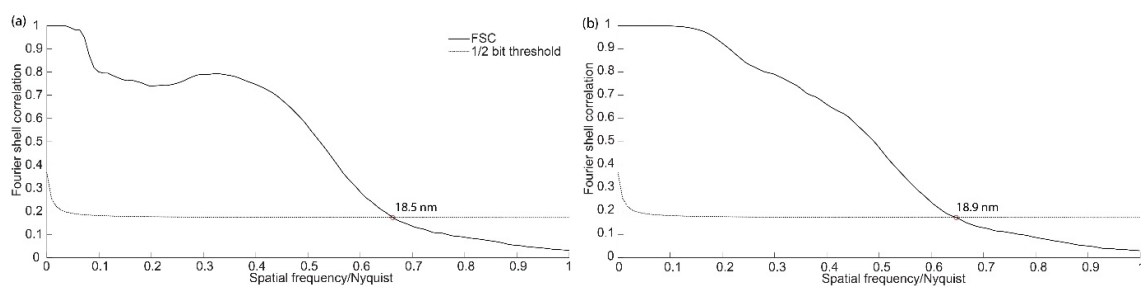 (a)
1
0.9
0.8
0.7
0.6
0.5
0.4
0.3
0.2
0.1
0
Fourier shell correlation
FSC
1/2 bit threshold
18.5 nm
0 0.1 0.2 0.3 0.4 0.5 0.6 0.7 0.8 0.9 1
Spatial frequency/Nyquist
(b)
1
0.9
0.8
0.7
0.6
0.5
0.4
0.3
0.2
0.1
0
Fourier shell correlation
18.9 nm
0 0.1 0.2 0.3 0.4 0.5 0.6 0.7 0.8 0.9 1
Spatial frequency/Nyquist